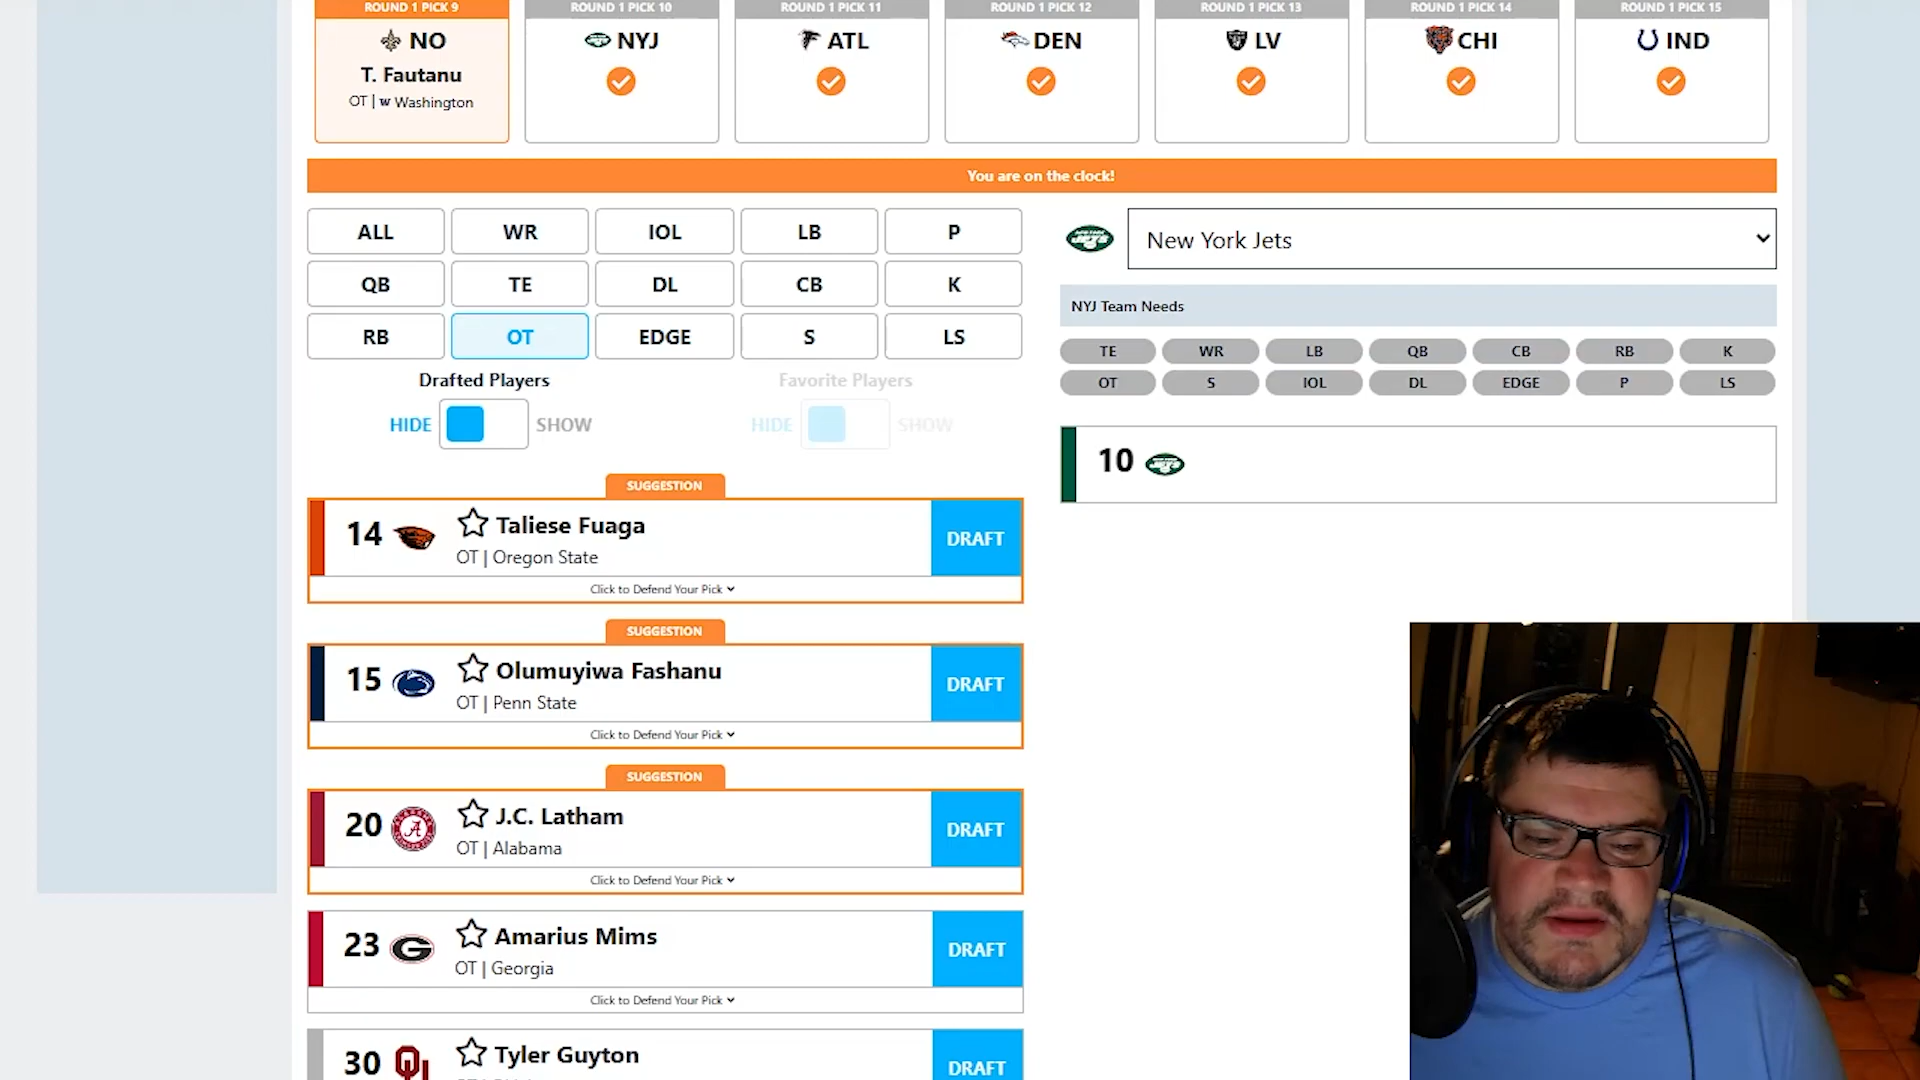 ROUND 1 PICK 9
NO
T. Fautanu
OT | W Washington
ROUND 1 PICK 10
NYJ
ROUND 1 PICK 11
ATL
ROUND 1 PICK 12
DEN
ROUND 1 PICK 13
LV
ROUND 1 PICK 14
CHI
ROUND 1 PICK 15
IND
You are on the clock!
ALL WR IOL LB P
QB TE DL CB K
RB OT EDGE S LS
Drafted Players
HIDE SHOW
Favorite Players
HIDE SHOW
New York Jets
NYJ Team Needs
TE WR LB QB CB RB K
OT S IOL DL EDGE P LS
10
SUGGESTION
14 Taliese Fuaga
OT | Oregon State
DRAFT
Click to Defend Your Pick
SUGGESTION
15 Olumuyiwa Fashanu
OT | Penn State
DRAFT
Click to Defend Your Pick
SUGGESTION
20 J.C. Latham
OT | Alabama
DRAFT
Click to Defend Your Pick
23 Amarius Mims
OT | Georgia
DRAFT
Click to Defend Your Pick
30 Tyler Guyton
DRAFT